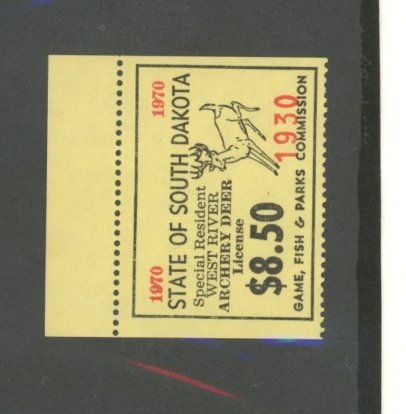 1970 1970
STATE OF SOUTH DAKOTA
Special Resident
WEST RIVER
ARCHERY DEER
License
$8.50 1930
GAME, FISH & PARKS COMMISSION